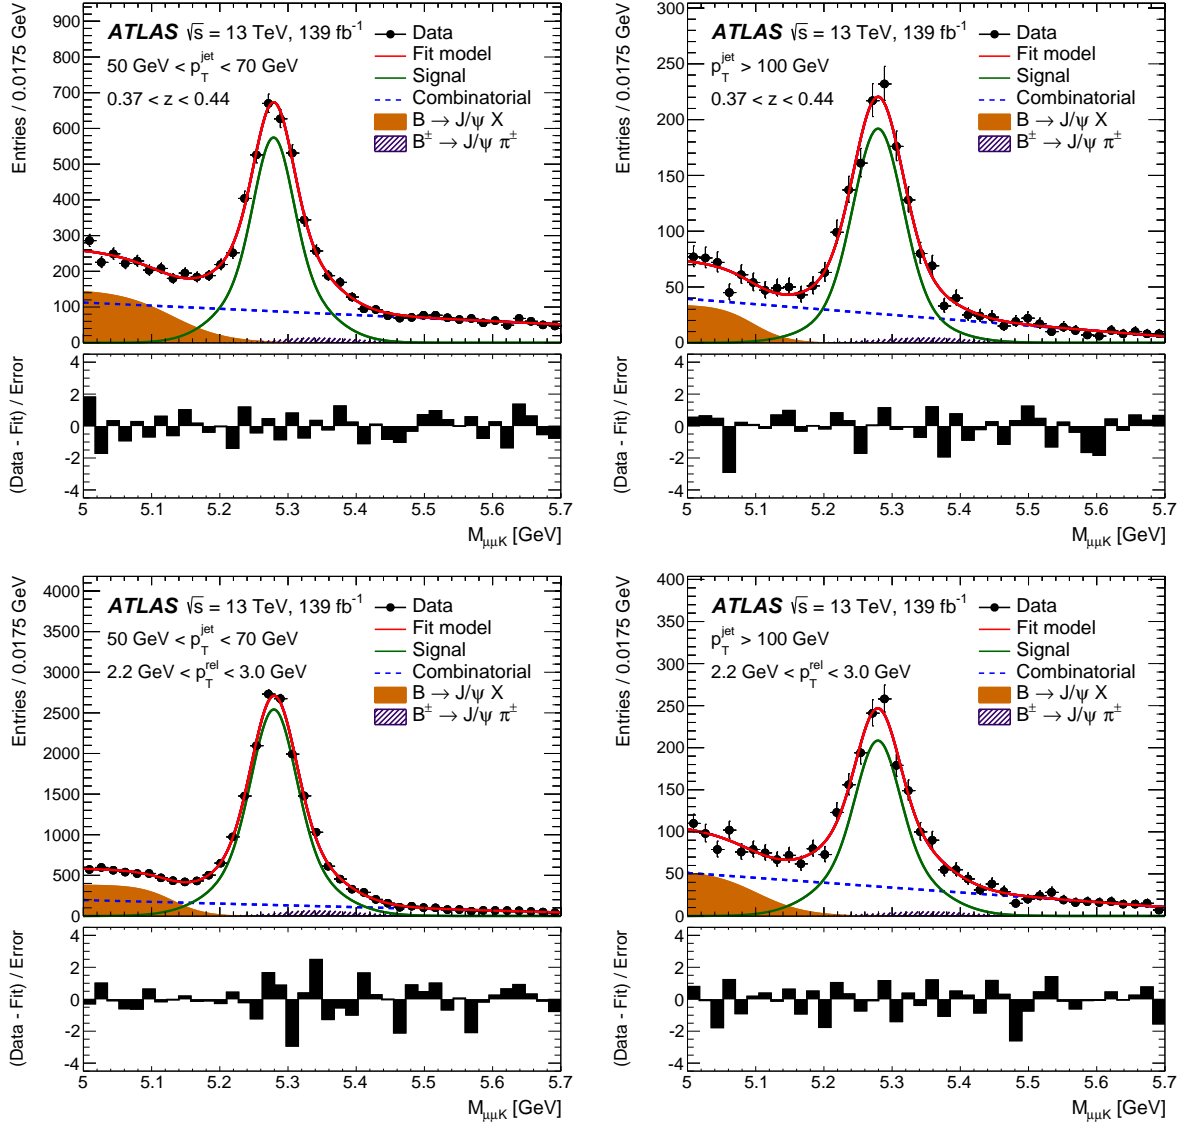 Entries / 0.0175 GeV
900
800
700
600
500
400
300
200
100
0
ATLAS √s = 13 TeV, 139 fb⁻¹
50 GeV < p_T^jet < 70 GeV
0.37 < z < 0.44
Data
Fit model
Signal
Combinatorial
B → J/ψ X
B± → J/ψ π±
(Data - Fit) / Error
4
2
0
−2
−4
5 5.1 5.2 5.3 5.4 5.5 5.6 5.7
M_μμK [GeV]
Entries / 0.0175 GeV
300
250
200
150
100
50
0
ATLAS √s = 13 TeV, 139 fb⁻¹
p_T^jet > 100 GeV
0.37 < z < 0.44
Data
Fit model
Signal
Combinatorial
B → J/ψ X
B± → J/ψ π±
(Data - Fit) / Error
4
2
0
−2
−4
5 5.1 5.2 5.3 5.4 5.5 5.6 5.7
M_μμK [GeV]
Entries / 0.0175 GeV
4000
3500
3000
2500
2000
1500
1000
500
0
ATLAS √s = 13 TeV, 139 fb⁻¹
50 GeV < p_T^jet < 70 GeV
2.2 GeV < p_T^rel < 3.0 GeV
Data
Fit model
Signal
Combinatorial
B → J/ψ X
B± → J/ψ π±
(Data - Fit) / Error
4
2
0
−2
−4
5 5.1 5.2 5.3 5.4 5.5 5.6 5.7
M_μμK [GeV]
Entries / 0.0175 GeV
400
350
300
250
200
150
100
50
0
ATLAS √s = 13 TeV, 139 fb⁻¹
p_T^jet > 100 GeV
2.2 GeV < p_T^rel < 3.0 GeV
Data
Fit model
Signal
Combinatorial
B → J/ψ X
B± → J/ψ π±
(Data - Fit) / Error
4
2
0
−2
−4
5 5.1 5.2 5.3 5.4 5.5 5.6 5.7
M_μμK [GeV]